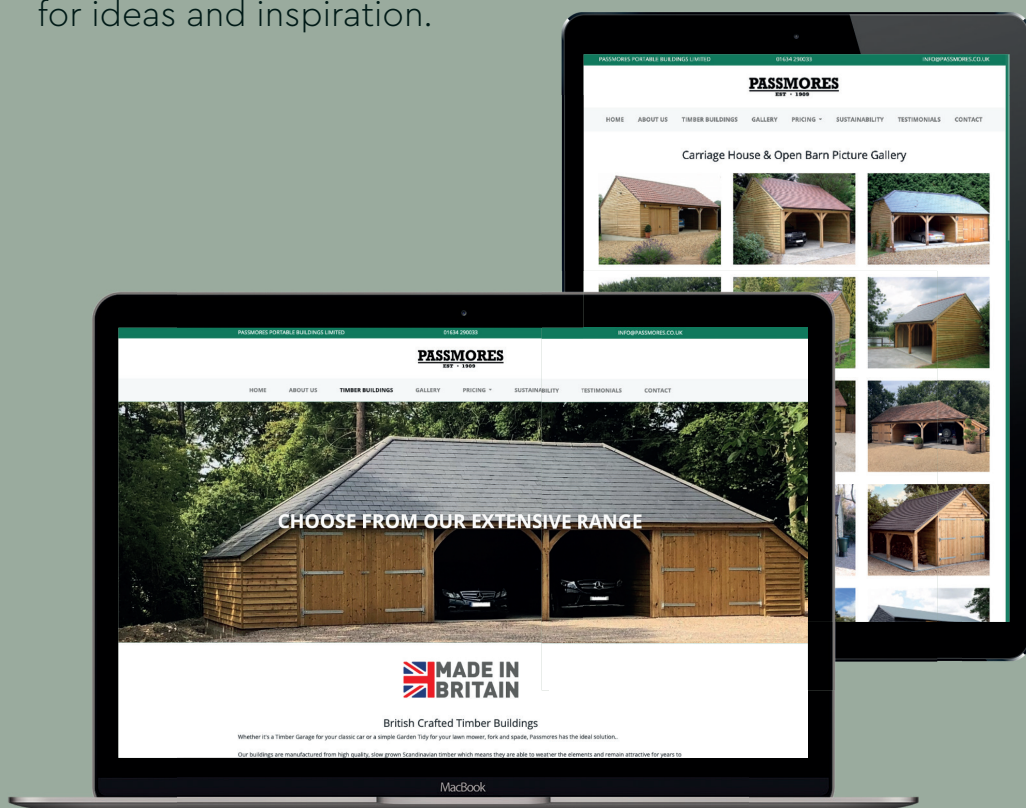 for ideas and inspiration.
PASSMORES PORTABLE BUILDINGS LIMITED 01634 290033 INFO@PASSMORES.CO.UK
PASSMORES
EST • 1909
HOME ABOUT US TIMBER BUILDINGS GALLERY PRICING SUSTAINABILITY TESTIMONIALS CONTACT
Carriage House & Open Barn Picture Gallery
PASSMORES PORTABLE BUILDINGS LIMITED 01634 290033 INFO@PASSMORES.CO.UK
PASSMORES
EST • 1909
HOME ABOUT US TIMBER BUILDINGS GALLERY PRICING SUSTAINABILITY TESTIMONIALS CONTACT
CHOOSE FROM OUR EXTENSIVE RANGE
MADE IN
BRITAIN
British Crafted Timber Buildings
Whether it's a Timber Garage for your classic car or a simple Garden Tidy for your lawn mower, fork and spade, Passmores has the ideal solution..
Our buildings are manufactured from high quality, slow grown Scandinavian timber which means they are able to weather the elements and remain attractive for years to
MacBook